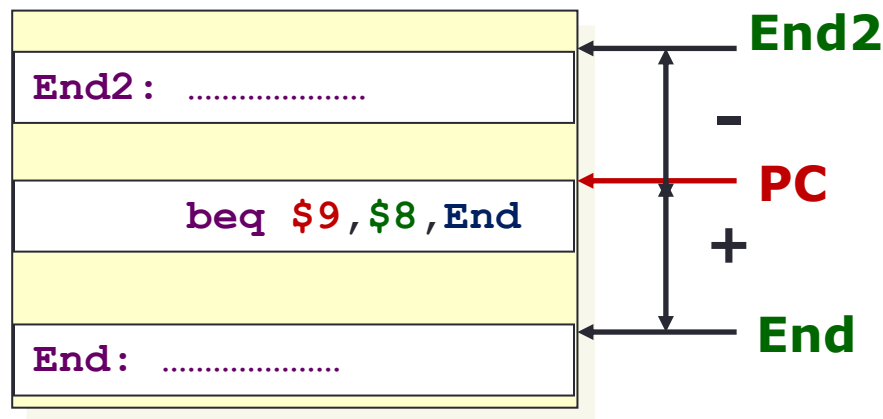 End2
End2: .....................
-
PC
beq $9,$8,End
+
End
End: .....................